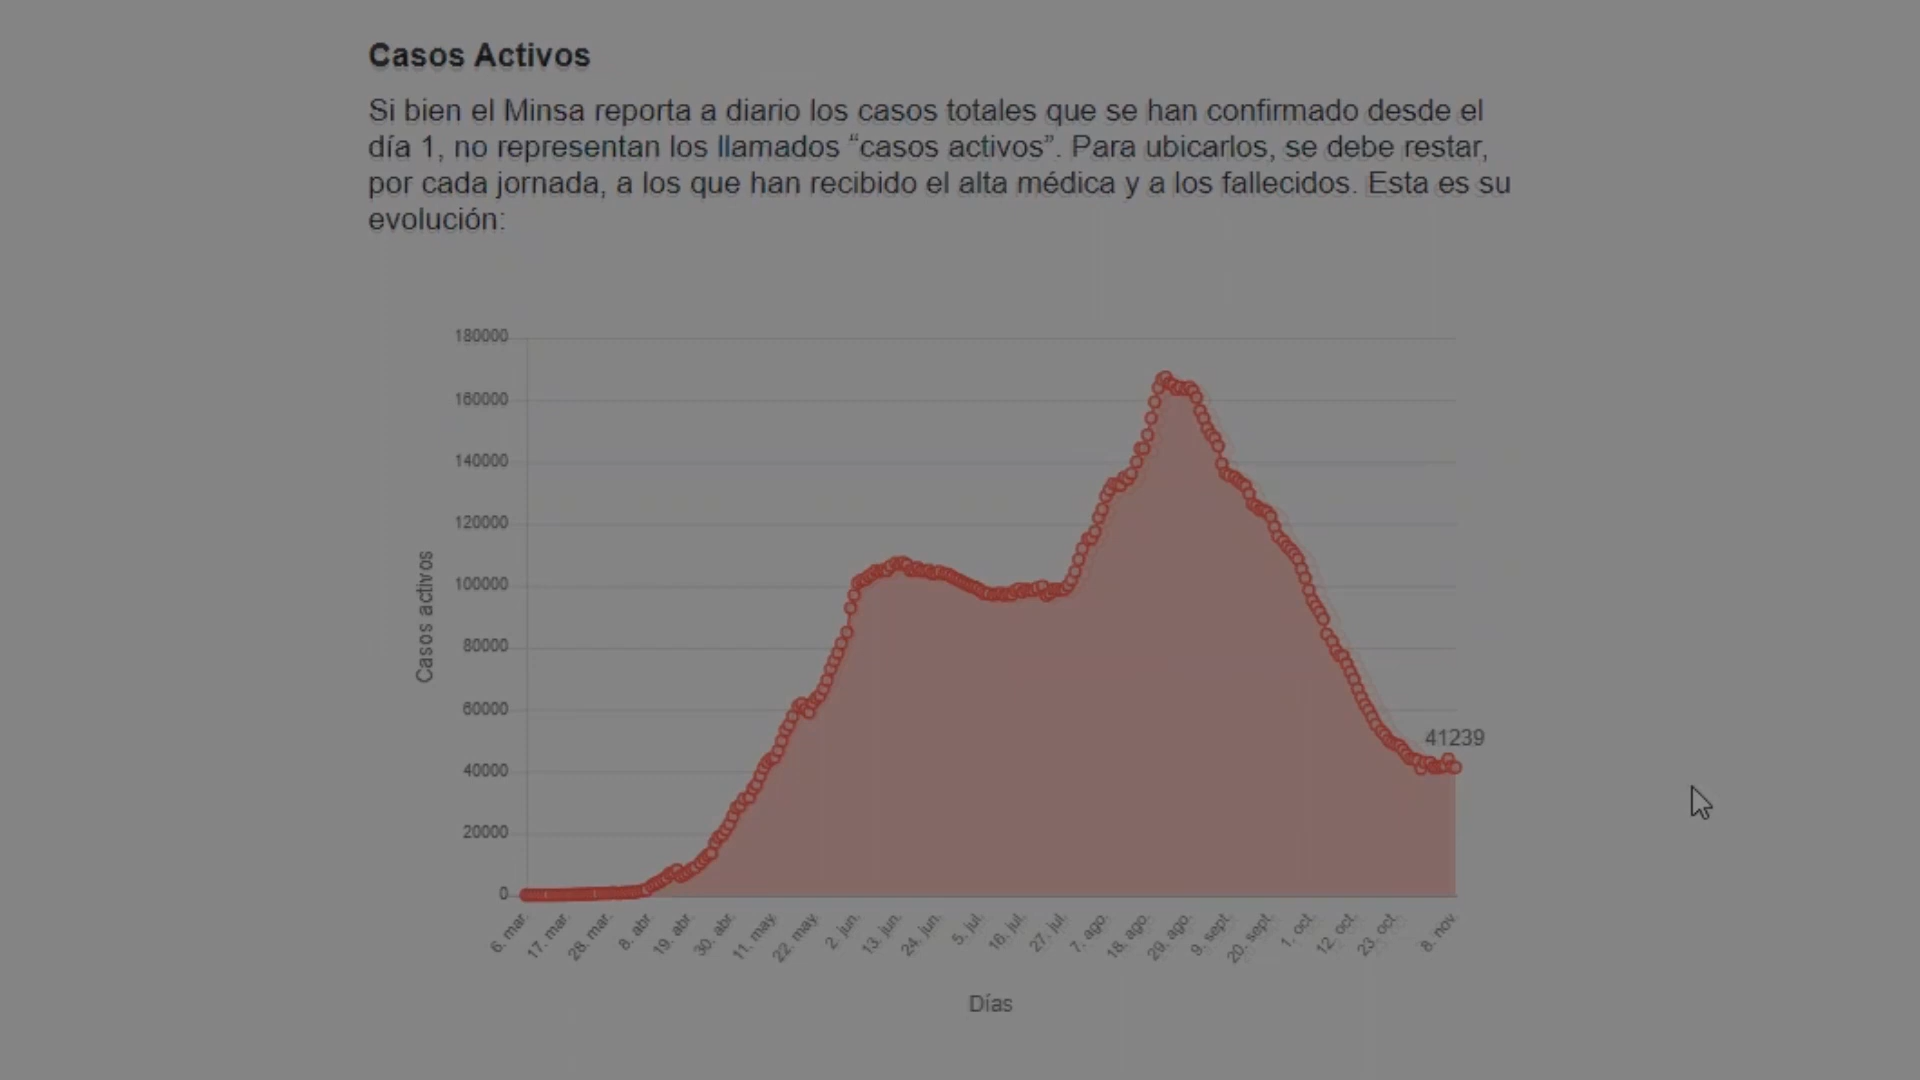 Casos Activos
Si bien el Minsa reporta a diario los casos totales que se han confirmado desde el
día 1, no representan los llamados “casos activos”. Para ubicarlos, se debe restar,
por cada jornada, a los que han recibido el alta médica y a los fallecidos. Esta es su
evolución:
180000
160000
140000
120000
100000
80000
60000
40000
20000
0
Casos activos
41239
6. mar.
17. mar.
28. mar.
8. abr.
19. abr.
30. abr.
11. may.
22. may.
2. jun.
13. jun.
24. jun.
5. jul.
16. jul.
27. jul.
7. ago.
18. ago.
29. ago.
9. sept.
20. sept.
1. oct.
12. oct.
23. oct.
8. nov.
Días